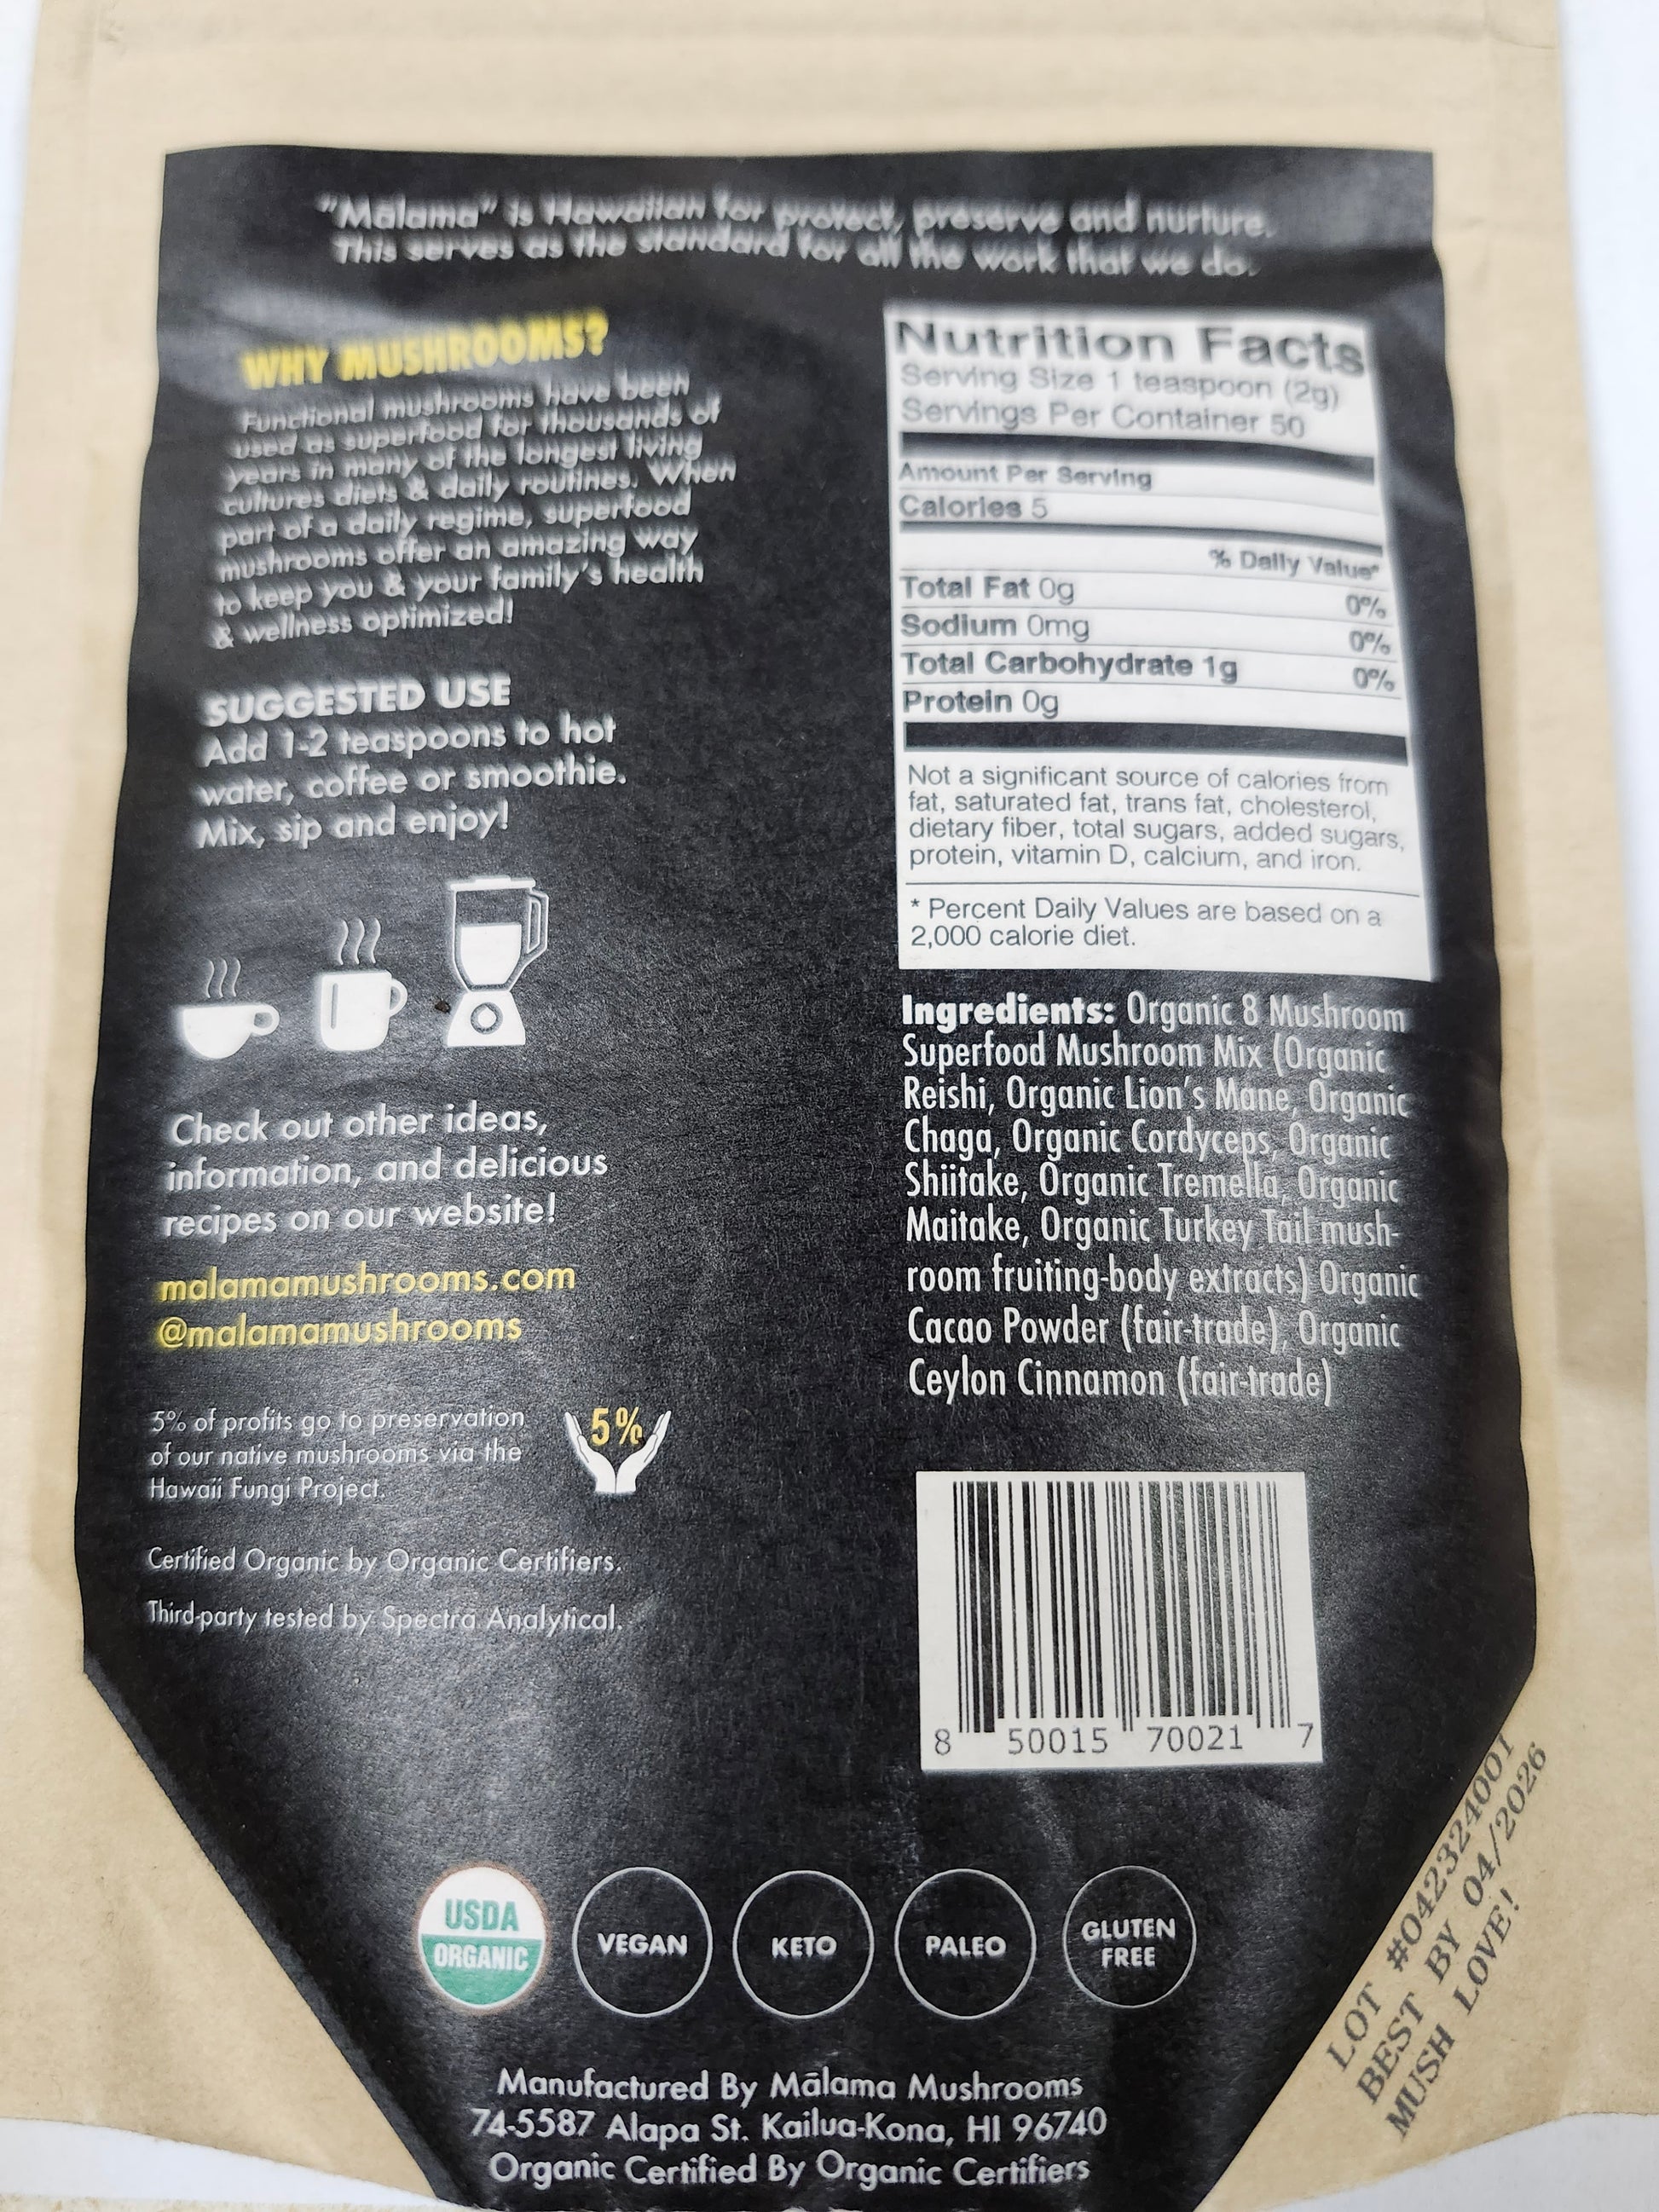 "Mālama" is Hawaiian for protect, preserve and nurture.
This serves as the standard for all the work that we do.
WHY MUSHROOMS?
Functional mushrooms have been
used as superfood for thousands of
years in many of the longest living
cultures diets & daily routines. When
part of a daily regime, superfood
mushrooms offer an amazing way
to keep you & your family's health
& wellness optimized!
SUGGESTED USE
Add 1-2 teaspoons to hot
water, coffee or smoothie.
Mix, sip and enjoy!
Check out other ideas,
information, and delicious
recipes on our website!
malamamushrooms.com
@malamamushrooms
5% of profits go to preservation
of our native mushrooms via the
Hawaii Fungi Project.
5%
Certified Organic by Organic Certifiers.
Third-party tested by Spectra Analytical.
Nutrition Facts
Serving Size 1 teaspoon (2g)
Servings Per Container 50
Amount Per Serving
Calories 5
% Daily Value*
Total Fat 0g 0%
Sodium 0mg 0%
Total Carbohydrate 1g 0%
Protein 0g
Not a significant source of calories from
fat, saturated fat, trans fat, cholesterol,
dietary fiber, total sugars, added sugars,
protein, vitamin D, calcium, and iron.
* Percent Daily Values are based on a
2,000 calorie diet.
Ingredients: Organic 8 Mushroom
Superfood Mushroom Mix (Organic
Reishi, Organic Lion's Mane, Organic
Chaga, Organic Cordyceps, Organic
Shiitake, Organic Tremella, Organic
Maitake, Organic Turkey Tail mush-
room fruiting-body extracts) Organic
Cacao Powder (fair-trade), Organic
Ceylon Cinnamon (fair-trade)
8 50015 70021 7
LOT #042324001
BEST BY 04/2026
MUSH LOVE!
USDA
ORGANIC
VEGAN
KETO
PALEO
GLUTEN
FREE
Manufactured By Mālama Mushrooms
74-5587 Alapa St. Kailua-Kona, HI 96740
Organic Certified By Organic Certifiers